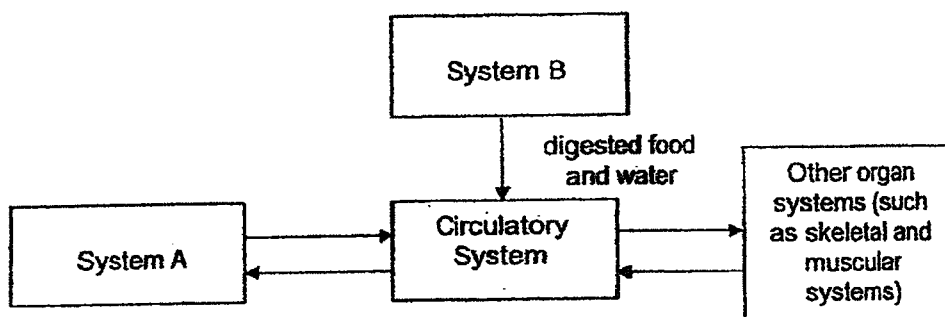 System B
digested food
and water
Other organ
systems (such
as skeletal and
muscular
systems)
Circulatory
System
System A